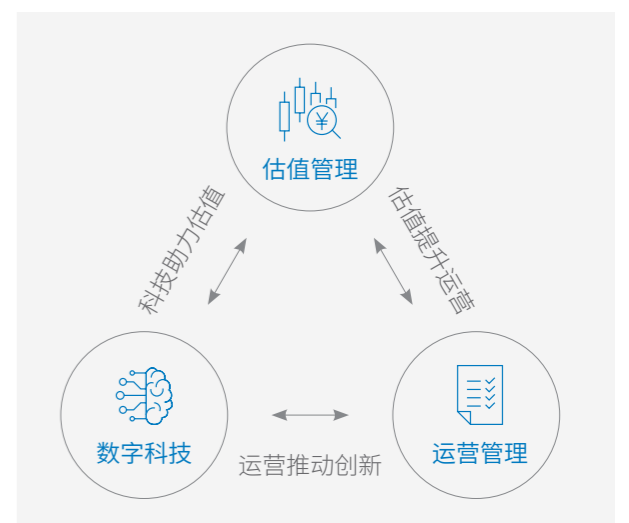 ¥
估值管理
科技助力估值
估值提升运营
数字科技
运营推动创新
运营管理